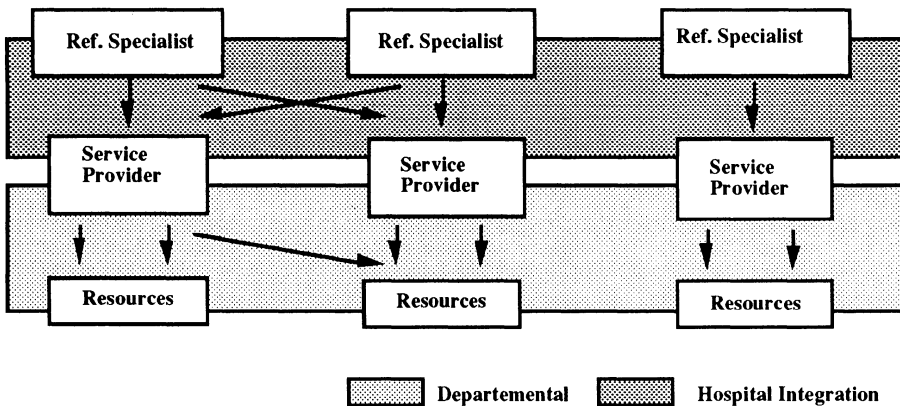 Ref. Specialist
Ref. Specialist
Ref. Specialist
Service
Provider
Service
Provider
Service
Provider
Resources
Resources
Resources
Departemental
Hospital Integration